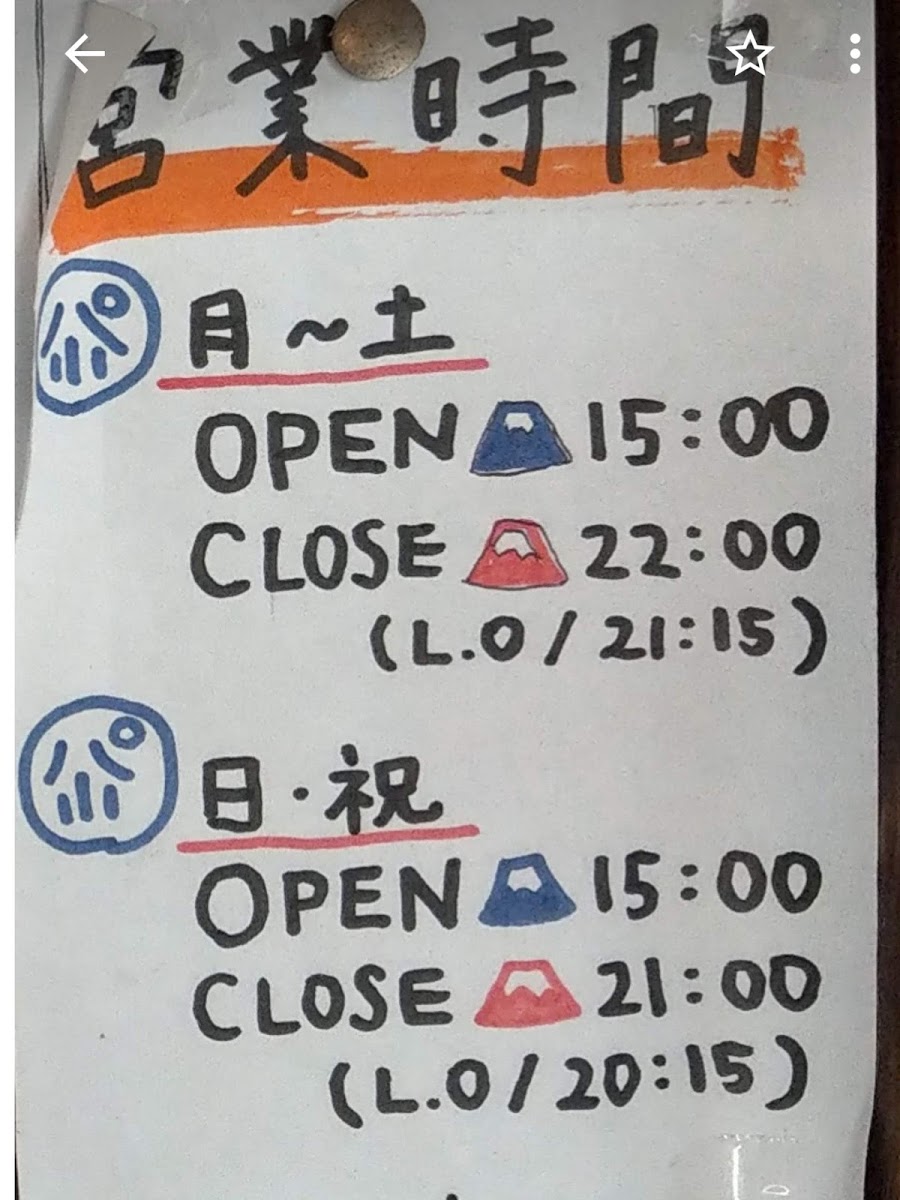 営業時間
月～土
OPEN 15:00
CLOSE 22:00
(L.O/21:15)
日・祝
OPEN 15:00
CLOSE 21:00
(L.O/20:15)